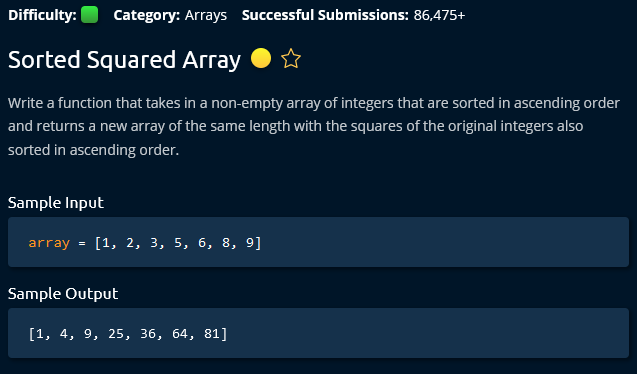 Difficulty: Category: Arrays Successful Submissions: 86,475+
Sorted Squared Array
Write a function that takes in a non-empty array of integers that are sorted in ascending order
and returns a new array of the same length with the squares of the original integers also
sorted in ascending order.
Sample Input
array = [1, 2, 3, 5, 6, 8, 9]
Sample Output
[1, 4, 9, 25, 36, 64, 81]